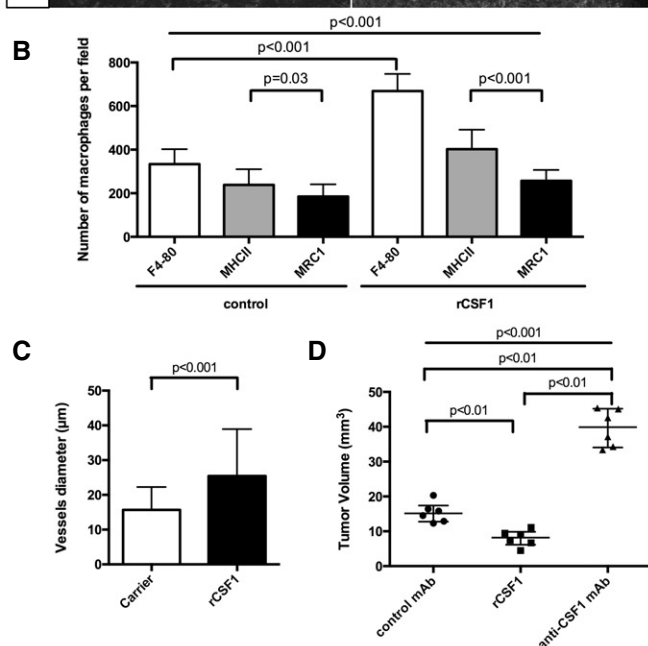 B
p<0.001
p<0.001
p=0.03
p<0.001
Number of macrophages per field
800
600
400
200
0
F4-80
MHCII
MRC1
F4-80
MHCII
MRC1
control
rCSF1
C
p<0.001
Vessels diameter (µm)
50
40
30
20
10
0
Carrier
rCSF1
D
p<0.001
p<0.01
p<0.01
p<0.01
Tumor Volume (mm³)
50
40
30
20
10
0
control mAb
rCSF1
anti-CSF1 mAb